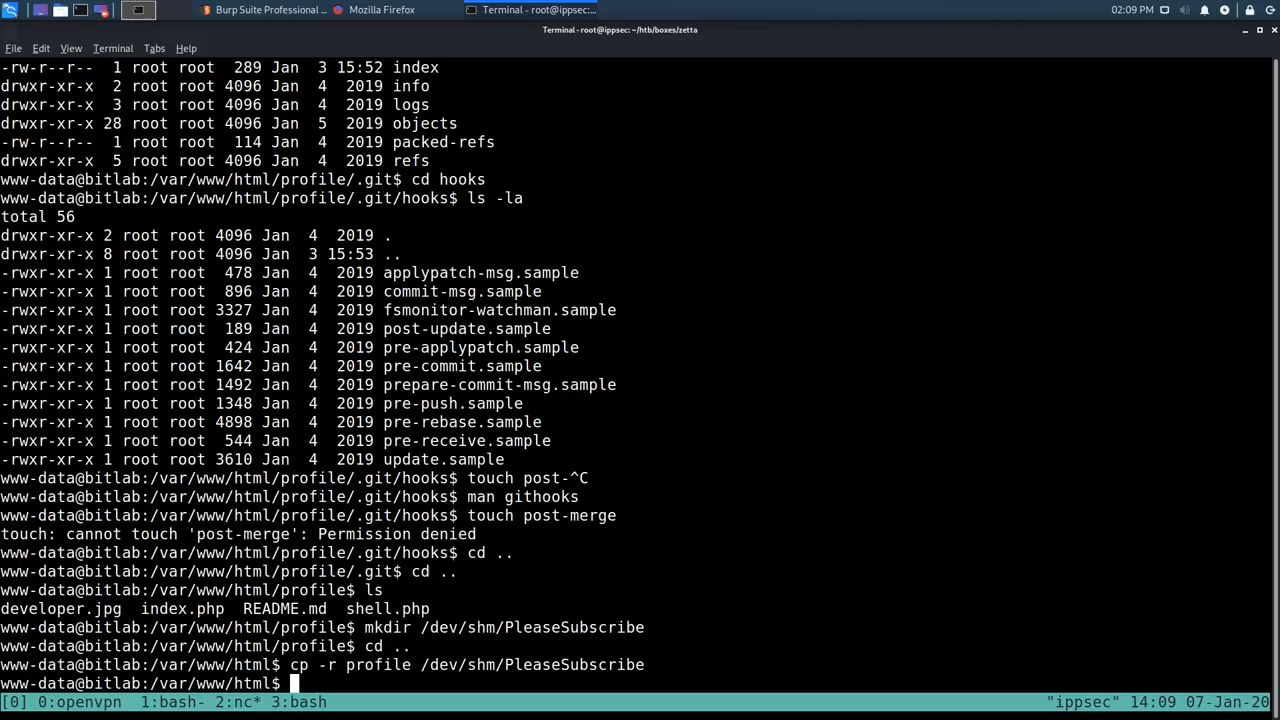 Burp Suite Professional ...
Mozilla Firefox
Terminal - root@ippsec:...
02:09 PM
Terminal - root@ippsec: ~/htb/boxes/zetta
File Edit View Terminal Tabs Help
-rw-r--r--  1 root root  289 Jan  3 15:52 index
drwxr-xr-x  2 root root 4096 Jan  4  2019 info
drwxr-xr-x  3 root root 4096 Jan  4  2019 logs
drwxr-xr-x 28 root root 4096 Jan  5  2019 objects
-rw-r--r--  1 root root  114 Jan  4  2019 packed-refs
drwxr-xr-x  5 root root 4096 Jan  4  2019 refs
www-data@bitlab:/var/www/html/profile/.git$ cd hooks
www-data@bitlab:/var/www/html/profile/.git/hooks$ ls -la
total 56
drwxr-xr-x 2 root root 4096 Jan  4  2019 .
drwxr-xr-x 8 root root 4096 Jan  3 15:53 ..
-rwxr-xr-x 1 root root  478 Jan  4  2019 applypatch-msg.sample
-rwxr-xr-x 1 root root  896 Jan  4  2019 commit-msg.sample
-rwxr-xr-x 1 root root 3327 Jan  4  2019 fsmonitor-watchman.sample
-rwxr-xr-x 1 root root  189 Jan  4  2019 post-update.sample
-rwxr-xr-x 1 root root  424 Jan  4  2019 pre-applypatch.sample
-rwxr-xr-x 1 root root 1642 Jan  4  2019 pre-commit.sample
-rwxr-xr-x 1 root root 1492 Jan  4  2019 prepare-commit-msg.sample
-rwxr-xr-x 1 root root 1348 Jan  4  2019 pre-push.sample
-rwxr-xr-x 1 root root 4898 Jan  4  2019 pre-rebase.sample
-rwxr-xr-x 1 root root  544 Jan  4  2019 pre-receive.sample
-rwxr-xr-x 1 root root 3610 Jan  4  2019 update.sample
www-data@bitlab:/var/www/html/profile/.git/hooks$ touch post-^C
www-data@bitlab:/var/www/html/profile/.git/hooks$ man githooks
www-data@bitlab:/var/www/html/profile/.git/hooks$ touch post-merge
touch: cannot touch 'post-merge': Permission denied
www-data@bitlab:/var/www/html/profile/.git/hooks$ cd ..
www-data@bitlab:/var/www/html/profile/.git$ cd ..
www-data@bitlab:/var/www/html/profile$ ls
developer.jpg  index.php  README.md  shell.php
www-data@bitlab:/var/www/html/profile$ mkdir /dev/shm/PleaseSubscribe
www-data@bitlab:/var/www/html/profile$ cd ..
www-data@bitlab:/var/www/html$ cp -r profile /dev/shm/PleaseSubscribe
www-data@bitlab:/var/www/html$
[0] 0:openvpn  1:bash- 2:nc* 3:bash "ippsec" 14:09 07-Jan-20